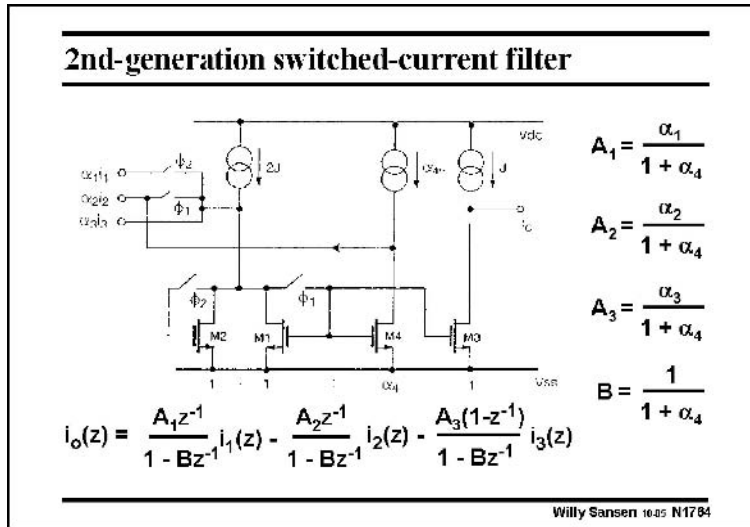 2nd-generation switched-current filter
Vdd
ϕ2
2J
J
α1i1
α2i2
α3i3
ϕ1
ϕ2
ϕ1
M2
M1
M4
M3
1
1
α4
1
Vss
A1 = α1 / (1 + α4)
A2 = α2 / (1 + α4)
A3 = α3 / (1 + α4)
B = 1 / (1 + α4)
io(z) = A1z-1 / (1 - Bz-1) i1(z) - A2z-1 / (1 - Bz-1) i2(z) - A3(1-z-1) / (1 - Bz-1) i3(z)
Willy Sansen 10-05 N1764